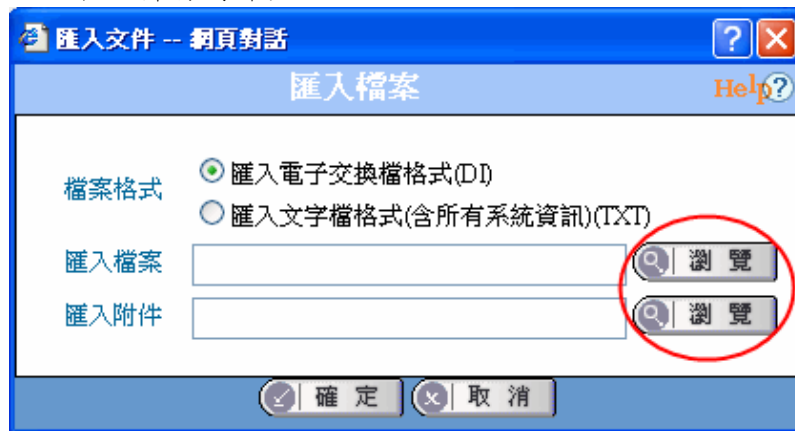 匯入文件 -- 網頁對話
匯入檔案 Help
檔案格式 匯入電子交換檔格式(DI)
匯入文字檔格式(含所有系統資訊)(TXT)
匯入檔案 瀏覽
匯入附件 瀏覽
確定 取消